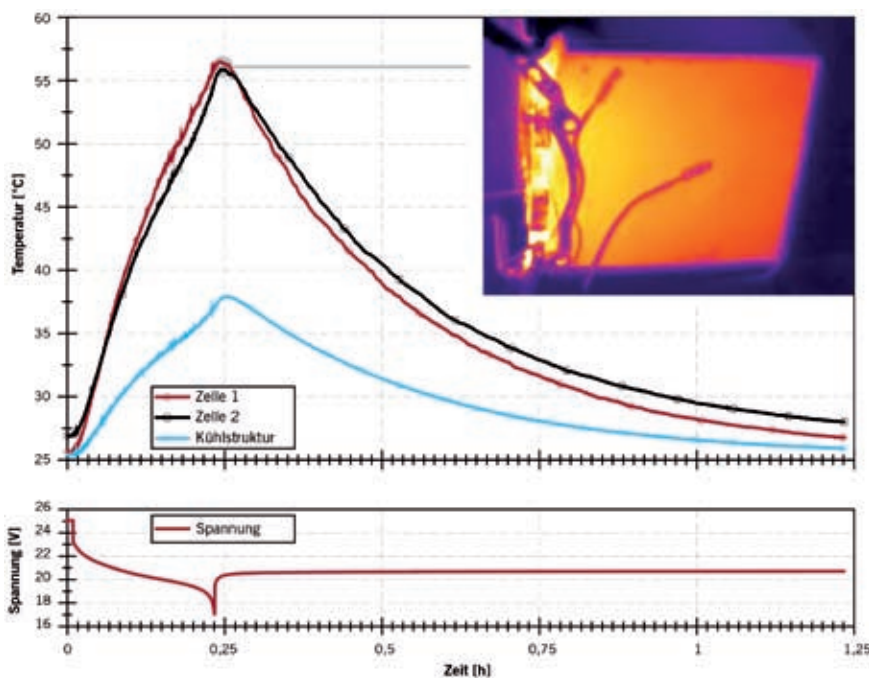 60
55
50
45
40
35
30
25
Temperatur [°C]
Zelle 1
Zelle 2
Kühlstruktur
26
24
22
20
18
16
Spannung [V]
Spannung
0
0,25
0,5
0,75
1
1,25
Zeit [h]